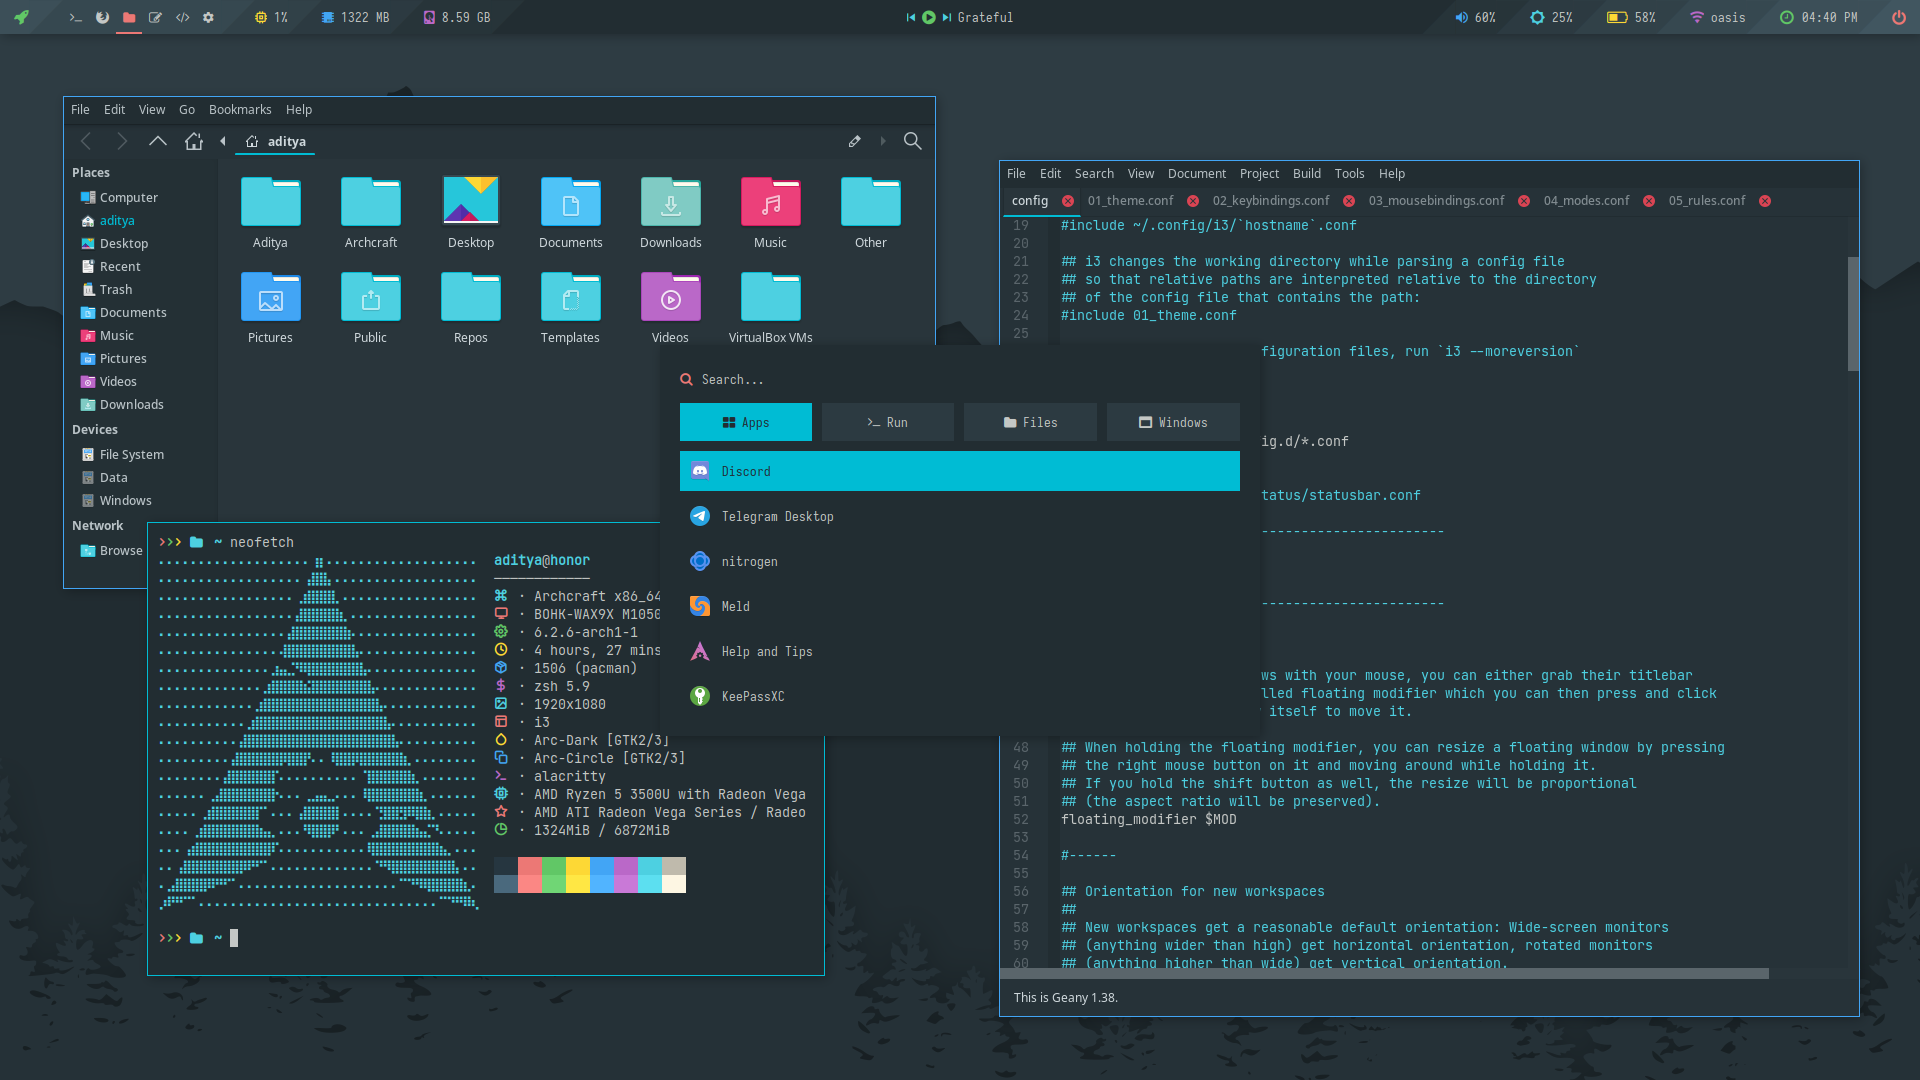 1%
1322 MB
8.59 GB
Grateful
60%
25%
58%
oasis
04:40 PM
File Edit View Go Bookmarks Help
aditya
Places
Computer
aditya
Desktop
Recent
Trash
Documents
Music
Pictures
Videos
Downloads
Devices
File System
Data
Windows
Network
Browse
Aditya Archcraft Desktop Documents Downloads Music Other
Pictures Public Repos Templates Videos VirtualBox VMs
>>> ~ neofetch
aditya@honor
------------
· Archcraft x86_64
· BOHK-WAX9X M1050
· 6.2.6-arch1-1
· 4 hours, 27 mins
· 1506 (pacman)
· zsh 5.9
· 1920x1080
· i3
· Arc-Dark [GTK2/3]
· Arc-Circle [GTK2/3]
· alacritty
· AMD Ryzen 5 3500U with Radeon Vega
· AMD ATI Radeon Vega Series / Radeo
· 1324MiB / 6872MiB
>>> ~
Search...
Apps
Run
Files
Windows
Discord
Telegram Desktop
nitrogen
Meld
Help and Tips
KeePassXC
File Edit Search View Document Project Build Tools Help
config 01_theme.conf 02_keybindings.conf 03_mousebindings.conf 04_modes.conf 05_rules.conf
19 #include ~/.config/i3/`hostname`.conf
20
21 ## i3 changes the working directory while parsing a config file
22 ## so that relative paths are interpreted relative to the directory
23 ## of the config file that contains the path:
24 #include 01_theme.conf
25
figuration files, run `i3 --moreversion`
ig.d/*.conf
tatus/statusbar.conf
-----------------------
-----------------------
ws with your mouse, you can either grab their titlebar
lled floating modifier which you can then press and click
itself to move it.
48 ## When holding the floating modifier, you can resize a floating window by pressing
49 ## the right mouse button on it and moving around while holding it.
50 ## If you hold the shift button as well, the resize will be proportional
51 ## (the aspect ratio will be preserved).
52 floating_modifier $MOD
53
54 #------
55
56 ## Orientation for new workspaces
57 ##
58 ## New workspaces get a reasonable default orientation: Wide-screen monitors
59 ## (anything wider than high) get horizontal orientation, rotated monitors
60 ## (anything higher than wide) get vertical orientation.
This is Geany 1.38.